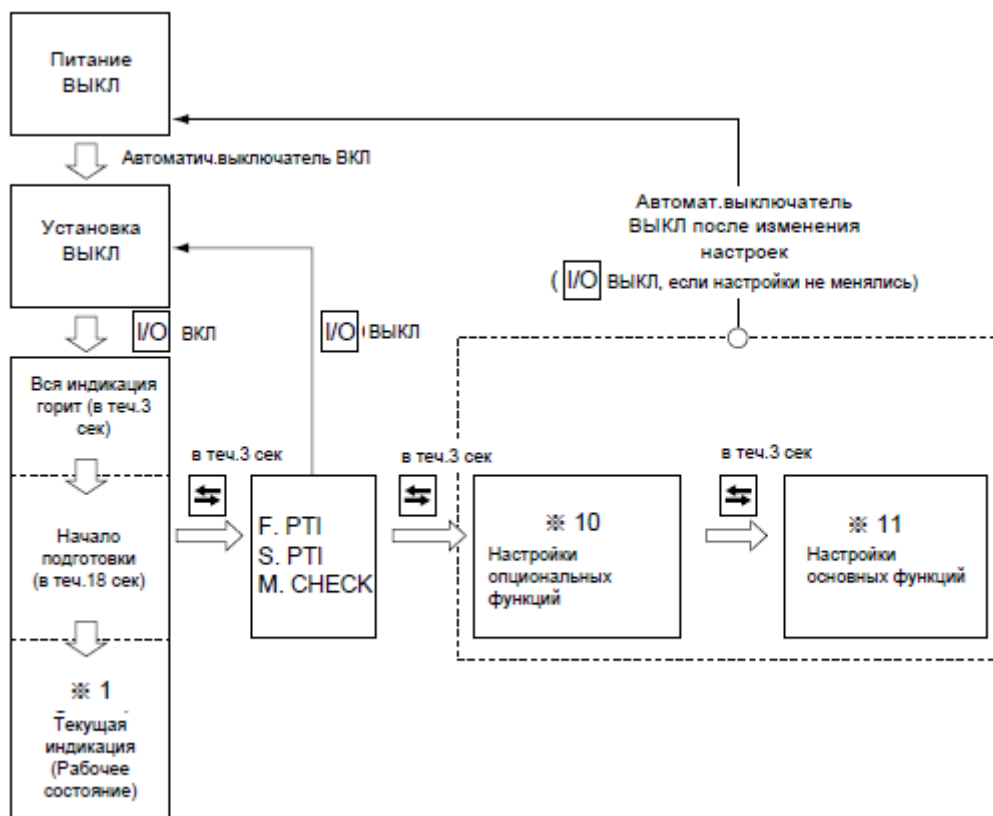 Питание
ВЫКЛ
Автоматич.выключатель ВКЛ
Установка
ВЫКЛ
Автомат.выключатель
ВЫКЛ после изменения
настроек
( I/O ВЫКЛ, если настройки не менялись)
I/O ВКЛ
I/O ВЫКЛ
Вся индикация
горит (в теч.3
сек)
в теч.3 сек
в теч.3 сек
в теч.3 сек
Начало
подготовки
(в теч.18 сек)
F. PTI
S. PTI
M. CHECK
※ 10
Настройки
опциональных
функций
※ 11
Настройки
основных функций
※ 1
Текущая
индикация
(Рабочее
состояние)